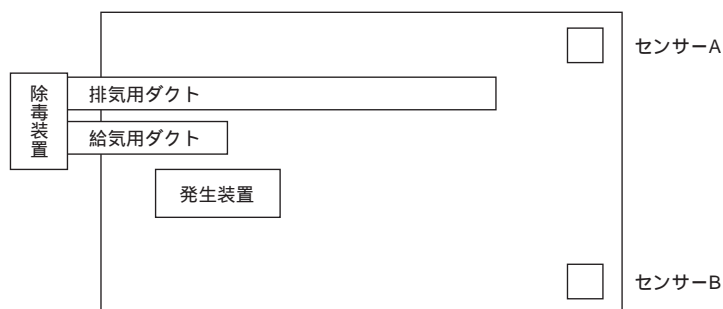 センサーA
除毒装置
排気用ダクト
給気用ダクト
発生装置
センサーB